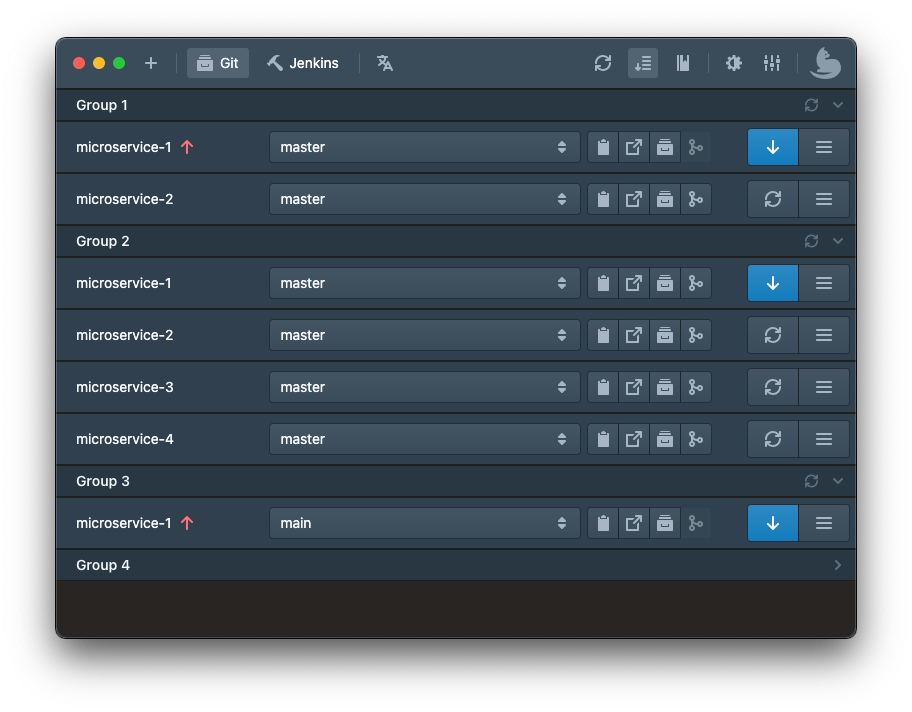 Git Jenkins
Group 1
microservice-1 master
microservice-2 master
Group 2
microservice-1 master
microservice-2 master
microservice-3 master
microservice-4 master
Group 3
microservice-1 main
Group 4